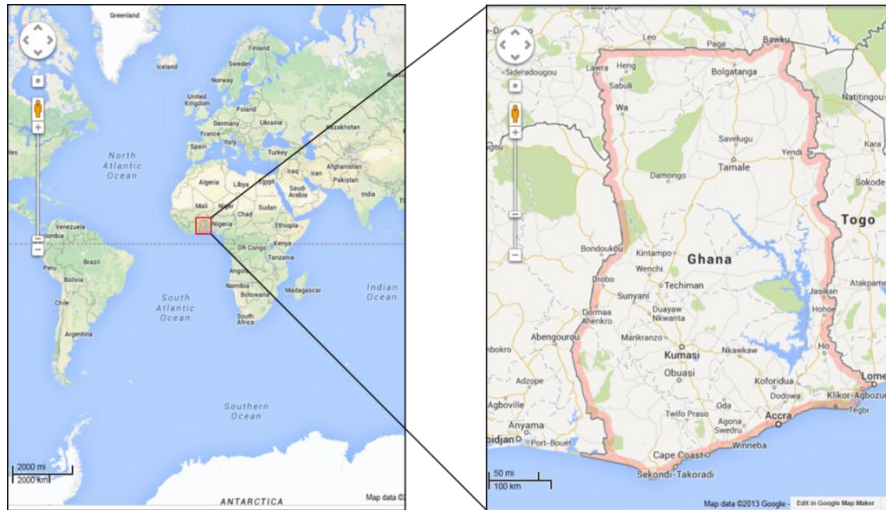 Greenland
Iceland
Finland
Sweden
Norway
United
Kingdom
Poland
Germany
Ukraine
France
Kazakhstan
Italy
Spain
Turkey
North
Atlantic
Ocean
Afghanistan
Iraq
Iran
Pakistan
Algeria
Libya
Egypt
Saudi
Arabia
India
Mali
Niger
Chad
Sudan
Nigeria
Ethiopia
Venezuela
DR Congo
Kenya
Tanzania
Brazil
Peru
Bolivia
Angola
Namibia
Botswana
Madagascar
Chile
South
Atlantic
Ocean
Indian
Ocean
South
Africa
Argentina
Southern
Ocean
2000 mi
2000 km
ANTARCTICA
Map data ©2
Leo
Paga
Bawku
Lawra
Heng
Bolgatanga
Sideradougou
Sabuli
Natitingou
Wa
Savelugu
Yendi
Kara
Tamale
Damongo
Sokode
Togo
Bondoukou
Kintampo
Ghana
Wenchi
Techiman
Drobo
Sunyani
Jasikan
Atakpame
Dormaa
Ahenkro
Duayaw
Nkwanta
Hohoe
Abengourou
Mankranzo
Nkawkaw
Ho
Kumasi
Obuasi
Adzope
Koforidua
Lome
Dodowa
Klikor-Agbozu
Agboville
Oda
Accra
Tegbi
Twifo Praso
Agona
Swedru
Anyama
Winneba
Port-Bouet
Cape Coast
Sekondi-Takoradi
50 mi
100 km
Map data ©2013 Google -
Edit in Google Map Maker